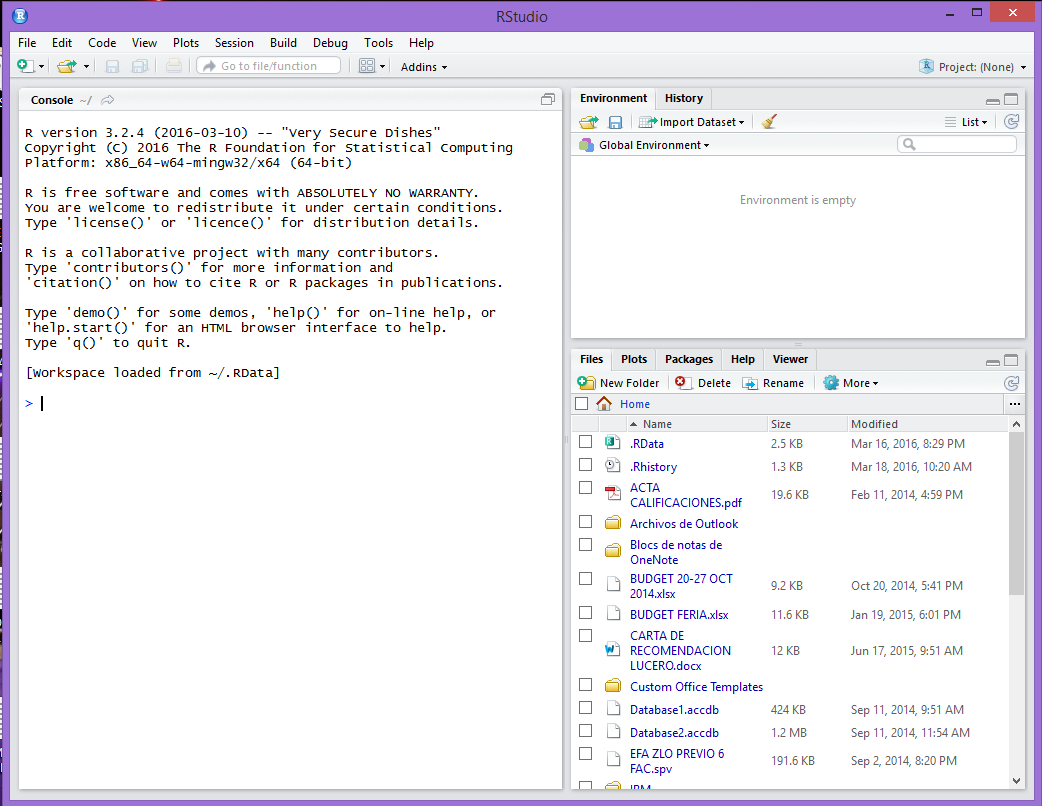 RStudio
File Edit Code View Plots Session Build Debug Tools Help
Go to file/function Addins Project: (None)
Console ~/
R version 3.2.4 (2016-03-10) -- "Very Secure Dishes"
Copyright (C) 2016 The R Foundation for Statistical Computing
Platform: x86_64-w64-mingw32/x64 (64-bit)
R is free software and comes with ABSOLUTELY NO WARRANTY.
You are welcome to redistribute it under certain conditions.
Type 'license()' or 'licence()' for distribution details.
R is a collaborative project with many contributors.
Type 'contributors()' for more information and
'citation()' on how to cite R or R packages in publications.
Type 'demo()' for some demos, 'help()' for on-line help, or
'help.start()' for an HTML browser interface to help.
Type 'q()' to quit R.
[Workspace loaded from ~/.RData]
>
Environment History
Import Dataset List
Global Environment
Environment is empty
Files Plots Packages Help Viewer
New Folder Delete Rename More
Home ...
Name Size Modified
.RData 2.5 KB Mar 16, 2016, 8:29 PM
.Rhistory 1.3 KB Mar 18, 2016, 10:20 AM
ACTA
CALIFICACIONES.pdf 19.6 KB Feb 11, 2014, 4:59 PM
Archivos de Outlook
Blocs de notas de
OneNote
BUDGET 20-27 OCT
2014.xlsx 9.2 KB Oct 20, 2014, 5:41 PM
BUDGET FERIA.xlsx 11.6 KB Jan 19, 2015, 6:01 PM
CARTA DE
RECOMENDACION 12 KB Jun 17, 2015, 9:51 AM
LUCERO.docx
Custom Office Templates
Database1.accdb 424 KB Sep 11, 2014, 9:51 AM
Database2.accdb 1.2 MB Sep 11, 2014, 11:54 AM
EFA ZLO PREVIO 6
FAC.spv 191.6 KB Sep 2, 2014, 8:20 PM
IBM